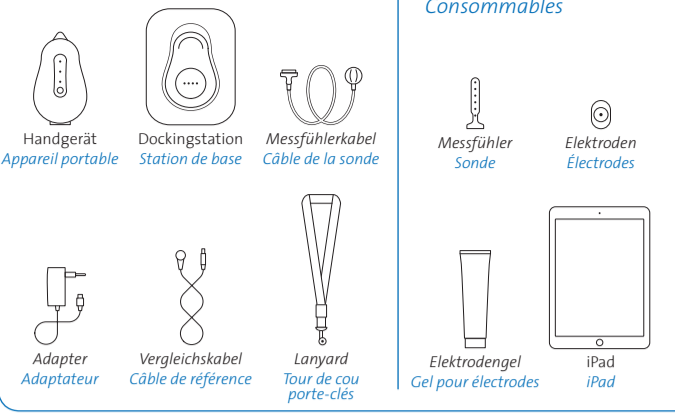 Consommables
Handgerät
Appareil portable
Dockingstation
Station de base
Messfühlerkabel
Câble de la sonde
Messfühler
Sonde
Elektroden
Électrodes
Adapter
Adaptateur
Vergleichskabel
Câble de référence
Lanyard
Tour de cou
porte-clés
Elektrodengel
Gel pour électrodes
iPad
iPad